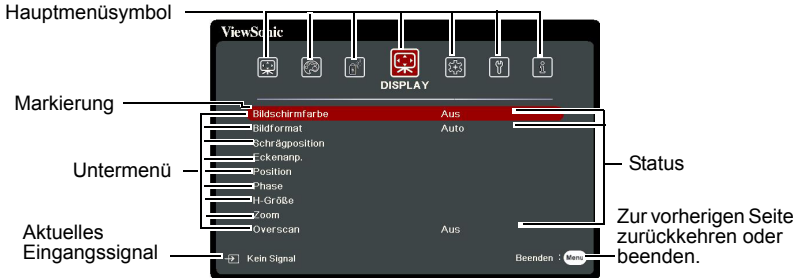 Hauptmenüsymbol
ViewSonic
DISPLAY
Markierung
Bildschirmfarbe Aus
Bildformat Auto
Schrägposition
Eckenanp.
Untermenü
Position
Status
Phase
H-Größe
Zoom
Overscan Aus
Aktuelles
Eingangssignal
Kein Signal
Beenden : Menu
Zur vorherigen Seite
zurückkehren oder
beenden.